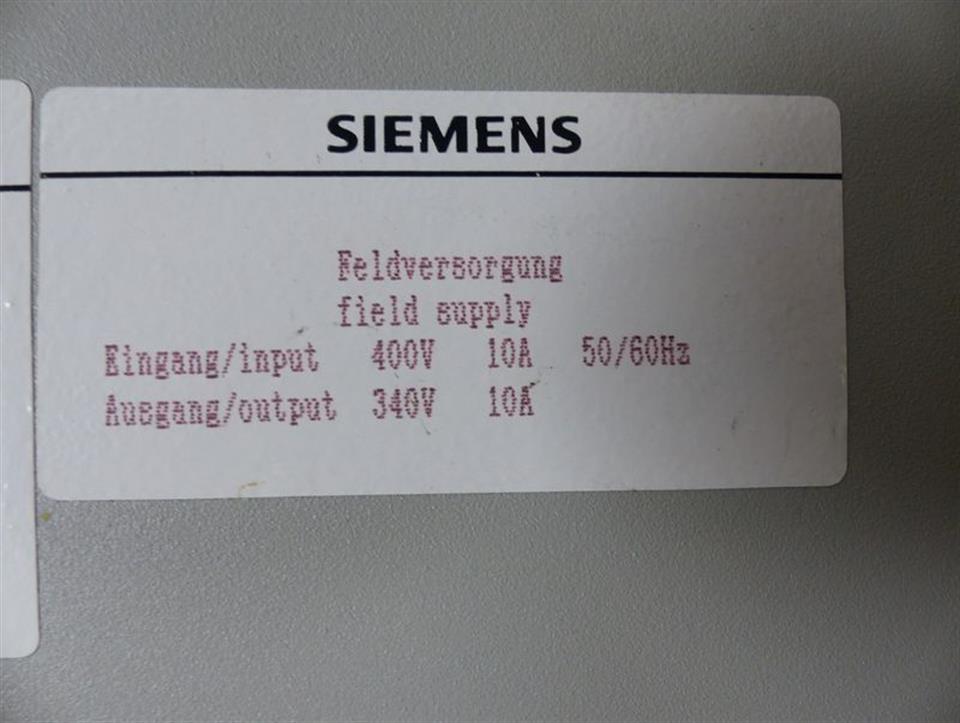 SIEMENS
Feldversorgung
field supply
Eingang/input 400V 10A 50/60Hz
Ausgang/output 340V 10A